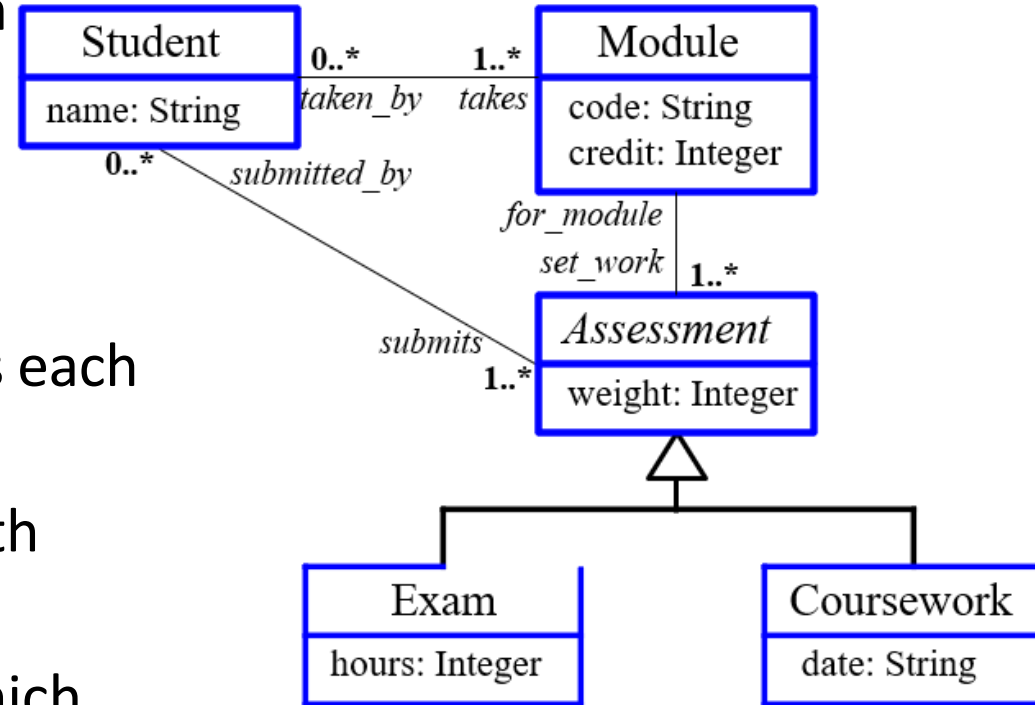 Student
name: String
0..*
1..*
taken_by
takes
Module
code: String
credit: Integer
0..*
submitted_by
for_module
set_work
1..*
submits
1..*
each
Assessment
weight: Integer
Exam
hours: Integer
Coursework
date: String